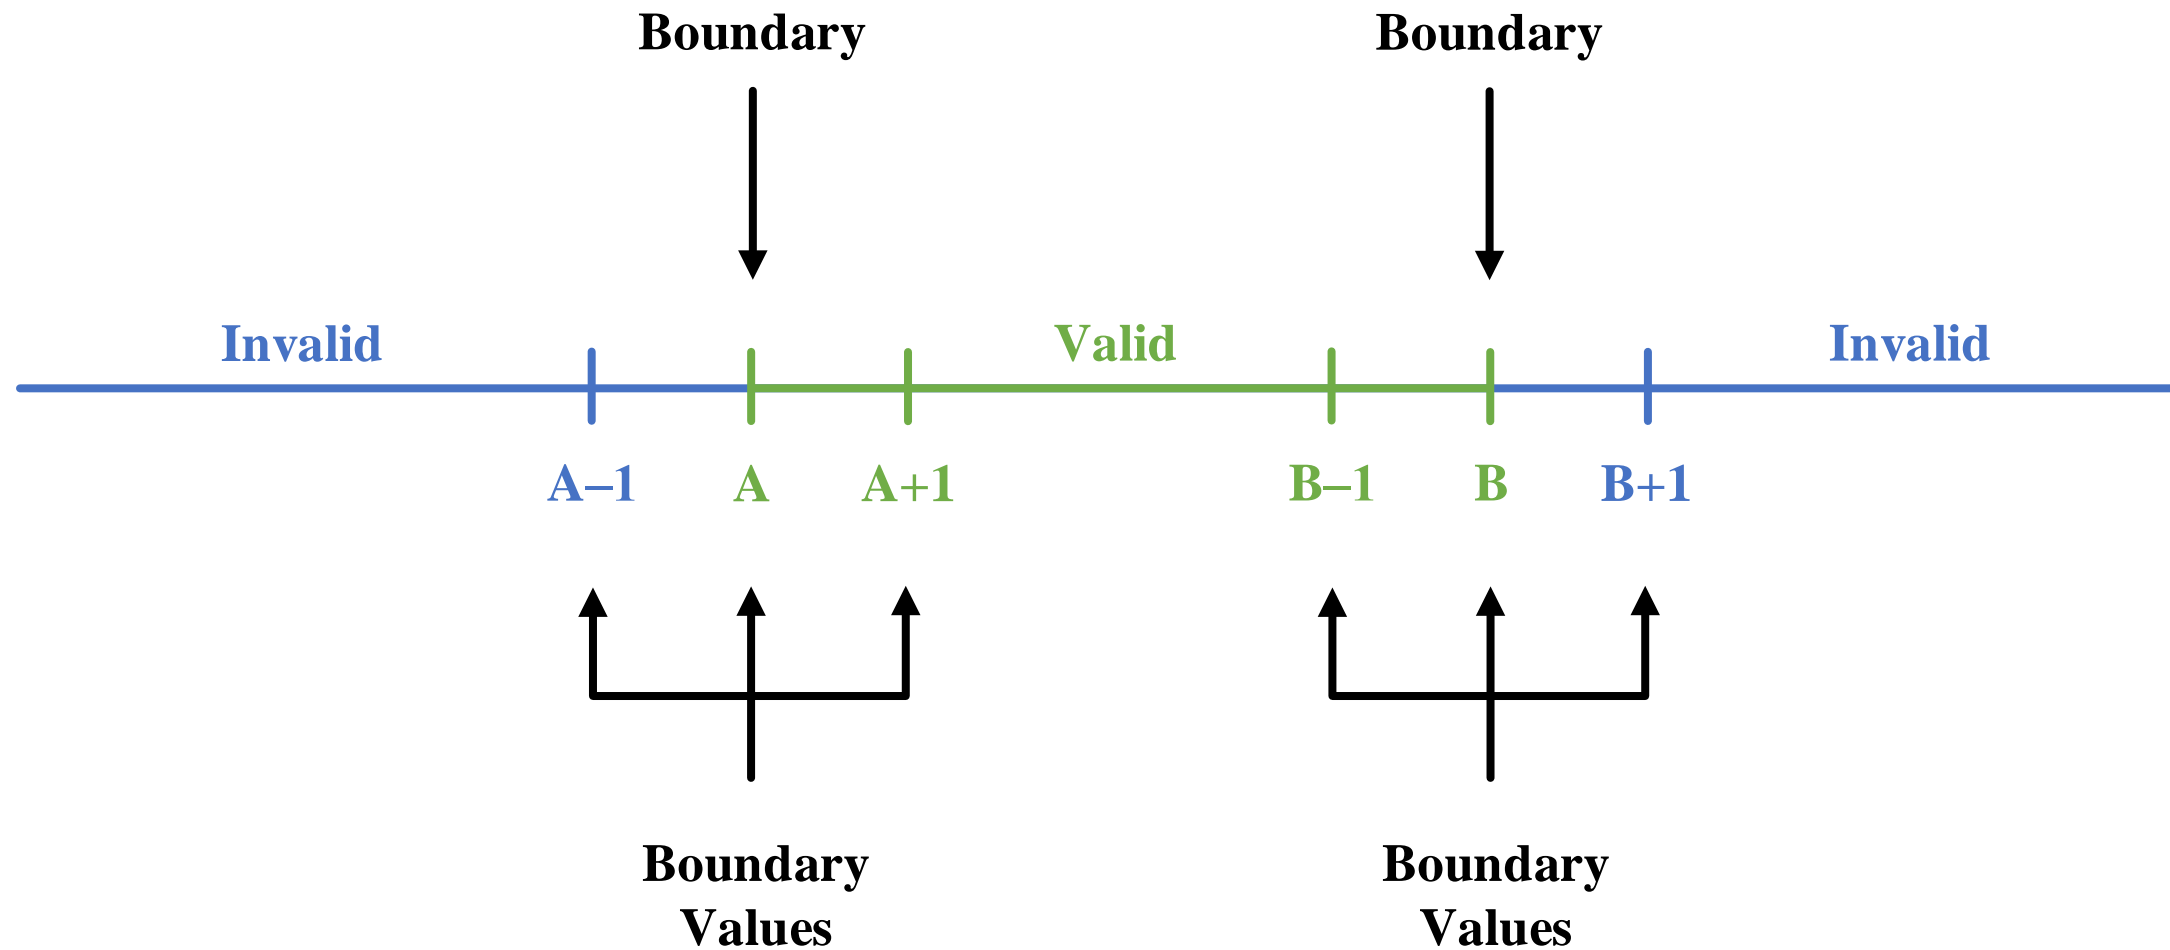 Boundary Boundary
Invalid Valid Invalid
A–1 A A+1 B–1 B B+1
Boundary Boundary
Values Values